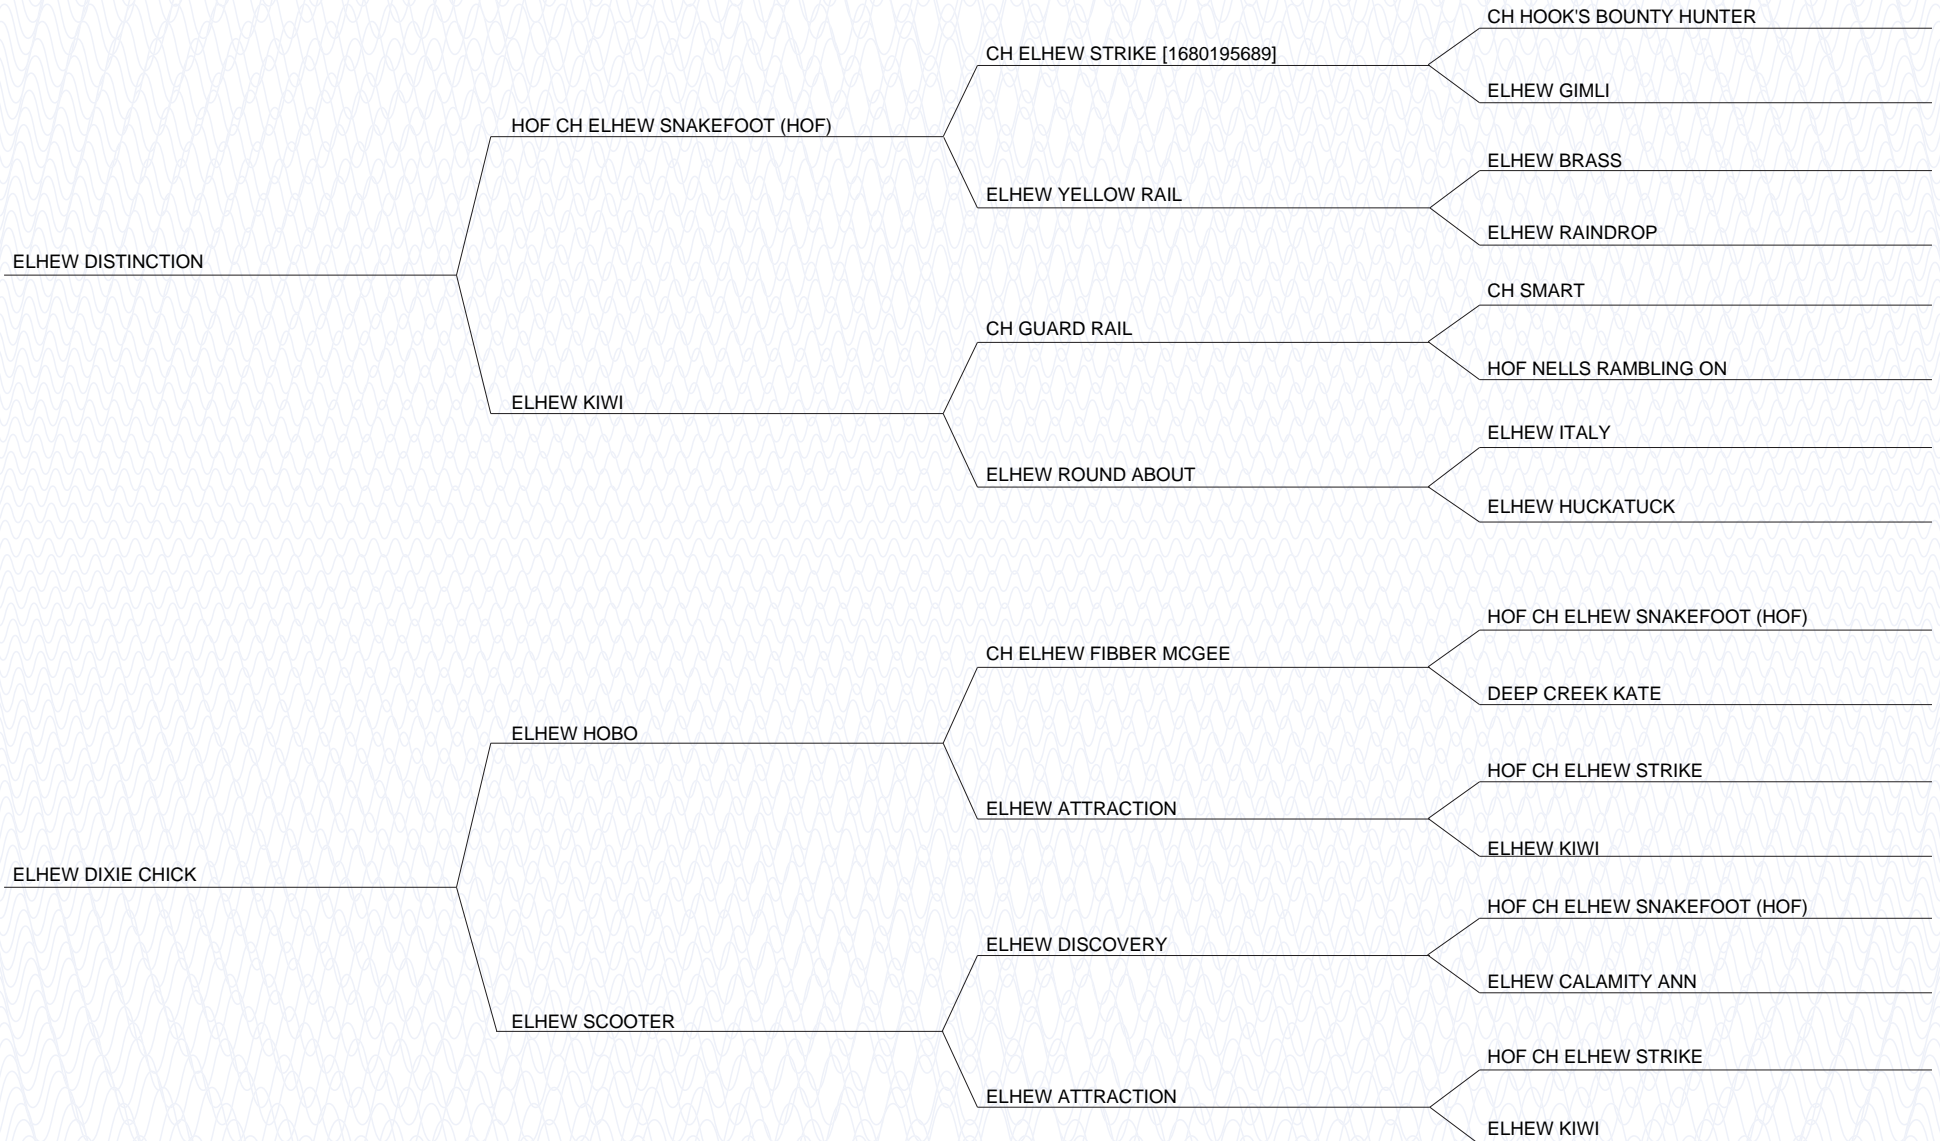 CH HOOK'S BOUNTY HUNTER
CH ELHEW STRIKE [1680195689]
ELHEW GIMLI
HOF CH ELHEW SNAKEFOOT (HOF)
ELHEW BRASS
ELHEW YELLOW RAIL
ELHEW RAINDROP
ELHEW DISTINCTION
CH SMART
CH GUARD RAIL
HOF NELLS RAMBLING ON
ELHEW KIWI
ELHEW ITALY
ELHEW ROUND ABOUT
ELHEW HUCKATUCK
HOF CH ELHEW SNAKEFOOT (HOF)
CH ELHEW FIBBER MCGEE
DEEP CREEK KATE
ELHEW HOBO
HOF CH ELHEW STRIKE
ELHEW ATTRACTION
ELHEW KIWI
ELHEW DIXIE CHICK
HOF CH ELHEW SNAKEFOOT (HOF)
ELHEW DISCOVERY
ELHEW CALAMITY ANN
ELHEW SCOOTER
HOF CH ELHEW STRIKE
ELHEW ATTRACTION
ELHEW KIWI